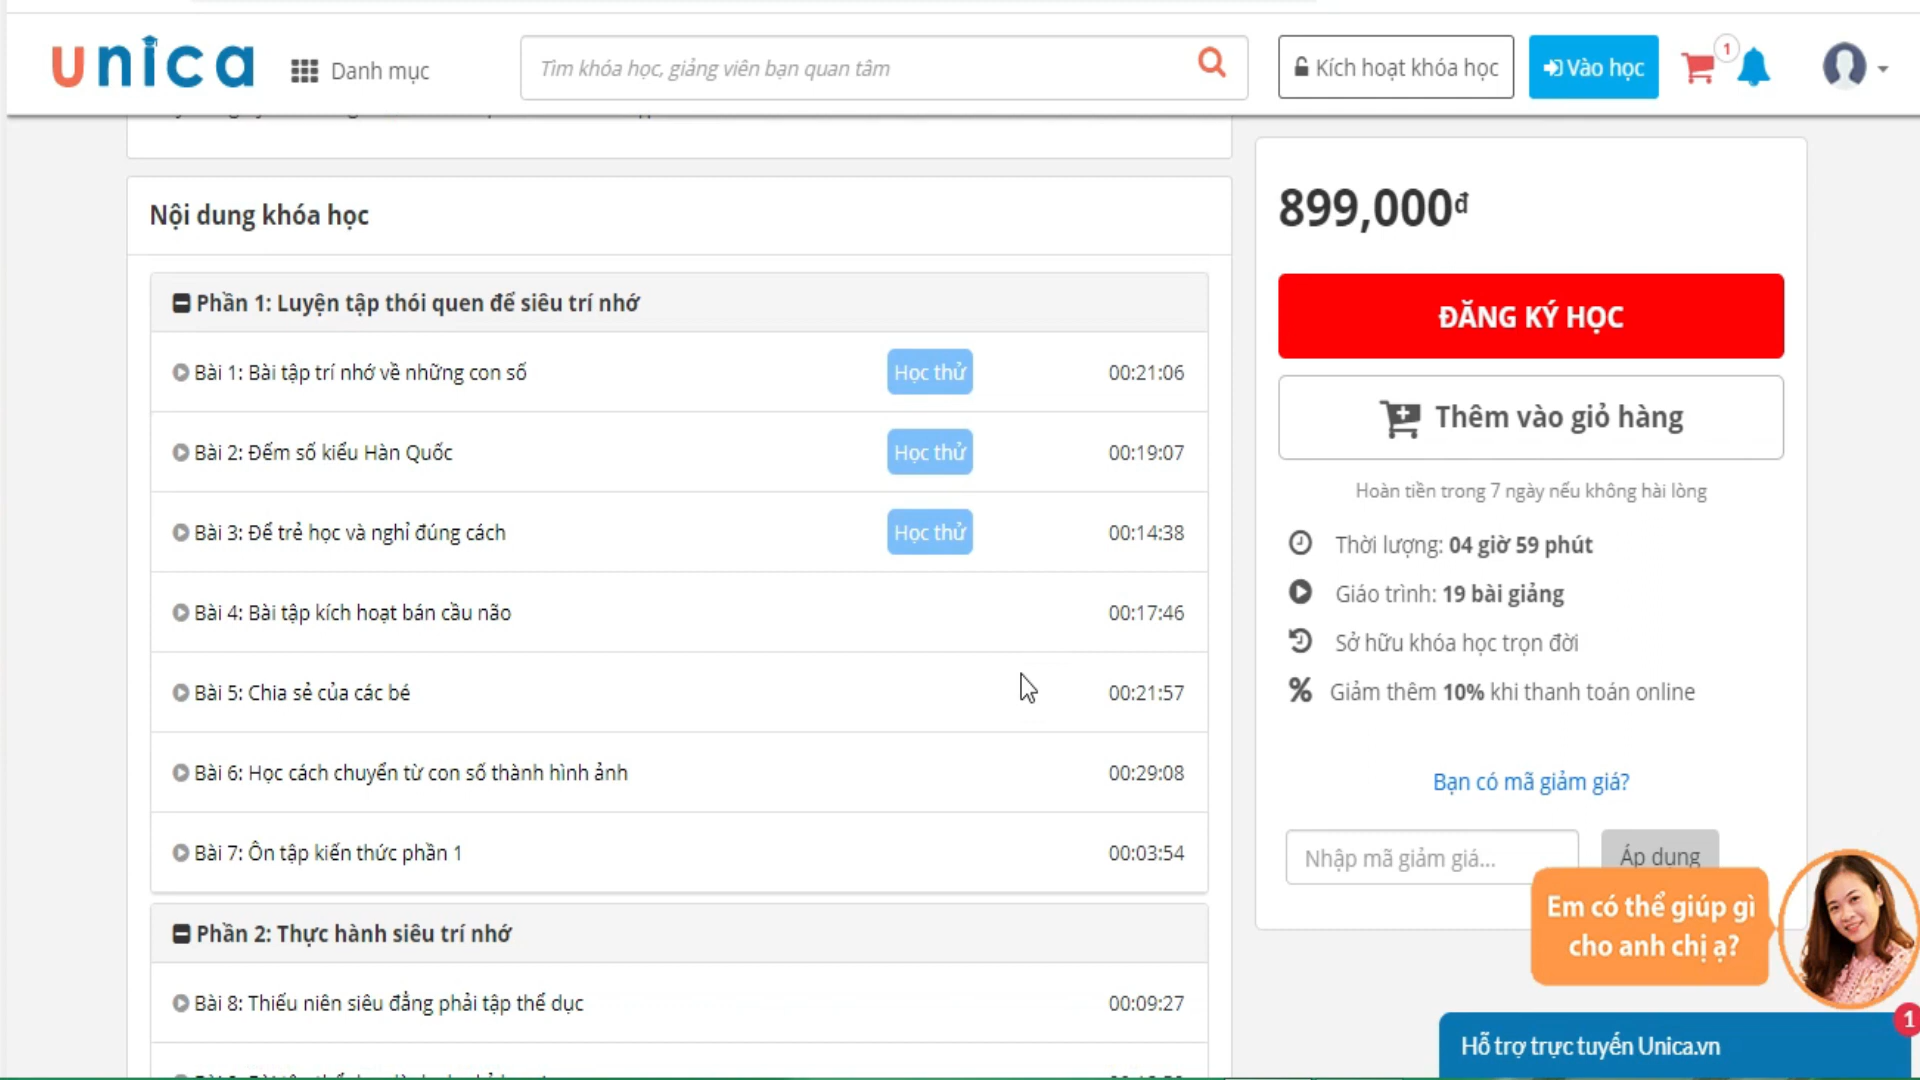 unica
Danh mục
Tìm khóa học, giảng viên bạn quan tâm
Kích hoạt khóa học
Vào học
1
Nội dung khóa học
Phần 1: Luyện tập thói quen để siêu trí nhớ
Bài 1: Bài tập trí nhớ về những con số Học thử 00:21:06
Bài 2: Đếm số kiểu Hàn Quốc Học thử 00:19:07
Bài 3: Để trẻ học và nghỉ đúng cách Học thử 00:14:38
Bài 4: Bài tập kích hoạt bán cầu não 00:17:46
Bài 5: Chia sẻ của các bé 00:21:57
Bài 6: Học cách chuyển từ con số thành hình ảnh 00:29:08
Bài 7: Ôn tập kiến thức phần 1 00:03:54
Phần 2: Thực hành siêu trí nhớ
Bài 8: Thiếu niên siêu đẳng phải tập thể dục 00:09:27
899,000đ
ĐĂNG KÝ HỌC
Thêm vào giỏ hàng
Hoàn tiền trong 7 ngày nếu không hài lòng
Thời lượng: 04 giờ 59 phút
Giáo trình: 19 bài giảng
Sở hữu khóa học trọn đời
Giảm thêm 10% khi thanh toán online
Bạn có mã giảm giá?
Nhập mã giảm giá...
Áp dụng
Em có thể giúp gì
cho anh chị ạ?
1
Hỗ trợ trực tuyến Unica.vn